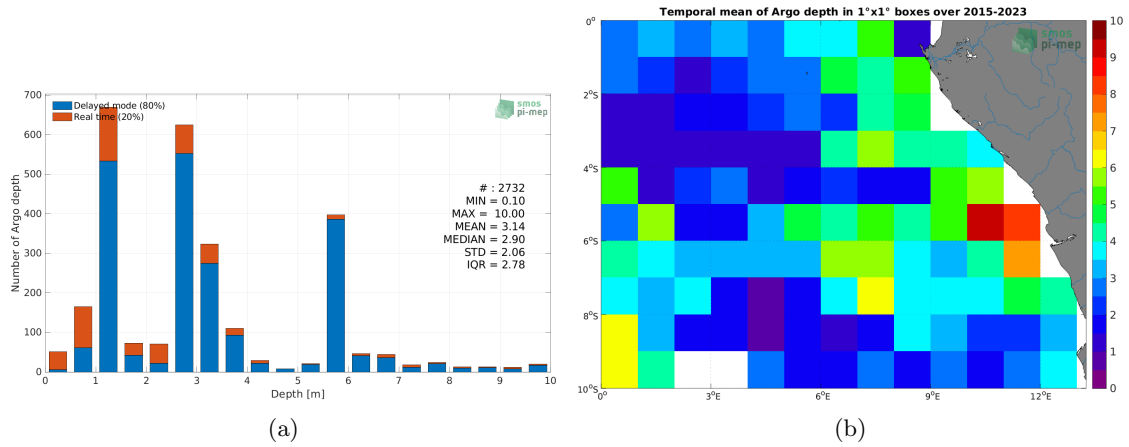 700
600
500
400
300
200
100
0
Number of Argo depth
Delayed mode (80%)
Real time (20%)
smos
pi-mep
# : 2732
MIN = 0.10
MAX = 10.00
MEAN = 3.14
MEDIAN = 2.90
STD = 2.06
IQR = 2.78
0 1 2 3 4 5 6 7 8 9 10
Depth [m]
(a)
Temporal mean of Argo depth in 1°x1° boxes over 2015-2023
smos
pi-mep
0°
2°S
4°S
6°S
8°S
10°S
0° 3°E 6°E 9°E 12°E
10
9
8
7
6
5
4
3
2
1
0
(b)